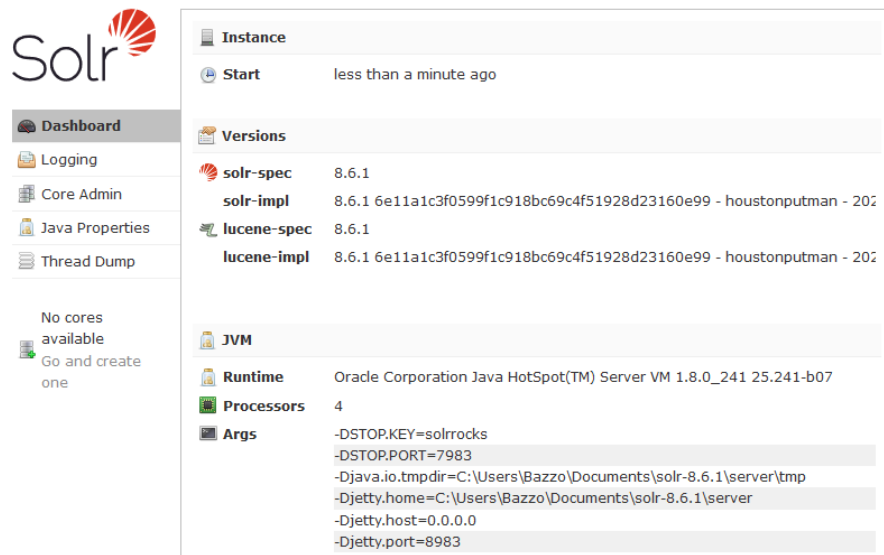 Solr
Dashboard
Logging
Core Admin
Java Properties
Thread Dump
No cores
available
Go and create
one
Instance
Start less than a minute ago
Versions
solr-spec 8.6.1
solr-impl 8.6.1 6e11a1c3f0599f1c918bc69c4f51928d23160e99 - houstonputman - 202
lucene-spec 8.6.1
lucene-impl 8.6.1 6e11a1c3f0599f1c918bc69c4f51928d23160e99 - houstonputman - 202
JVM
Runtime Oracle Corporation Java HotSpot(TM) Server VM 1.8.0_241 25.241-b07
Processors 4
Args -DSTOP.KEY=solrrocks
-DSTOP.PORT=7983
-Djava.io.tmpdir=C:\Users\Bazzo\Documents\solr-8.6.1\server\tmp
-Djetty.home=C:\Users\Bazzo\Documents\solr-8.6.1\server
-Djetty.host=0.0.0.0
-Djetty.port=8983